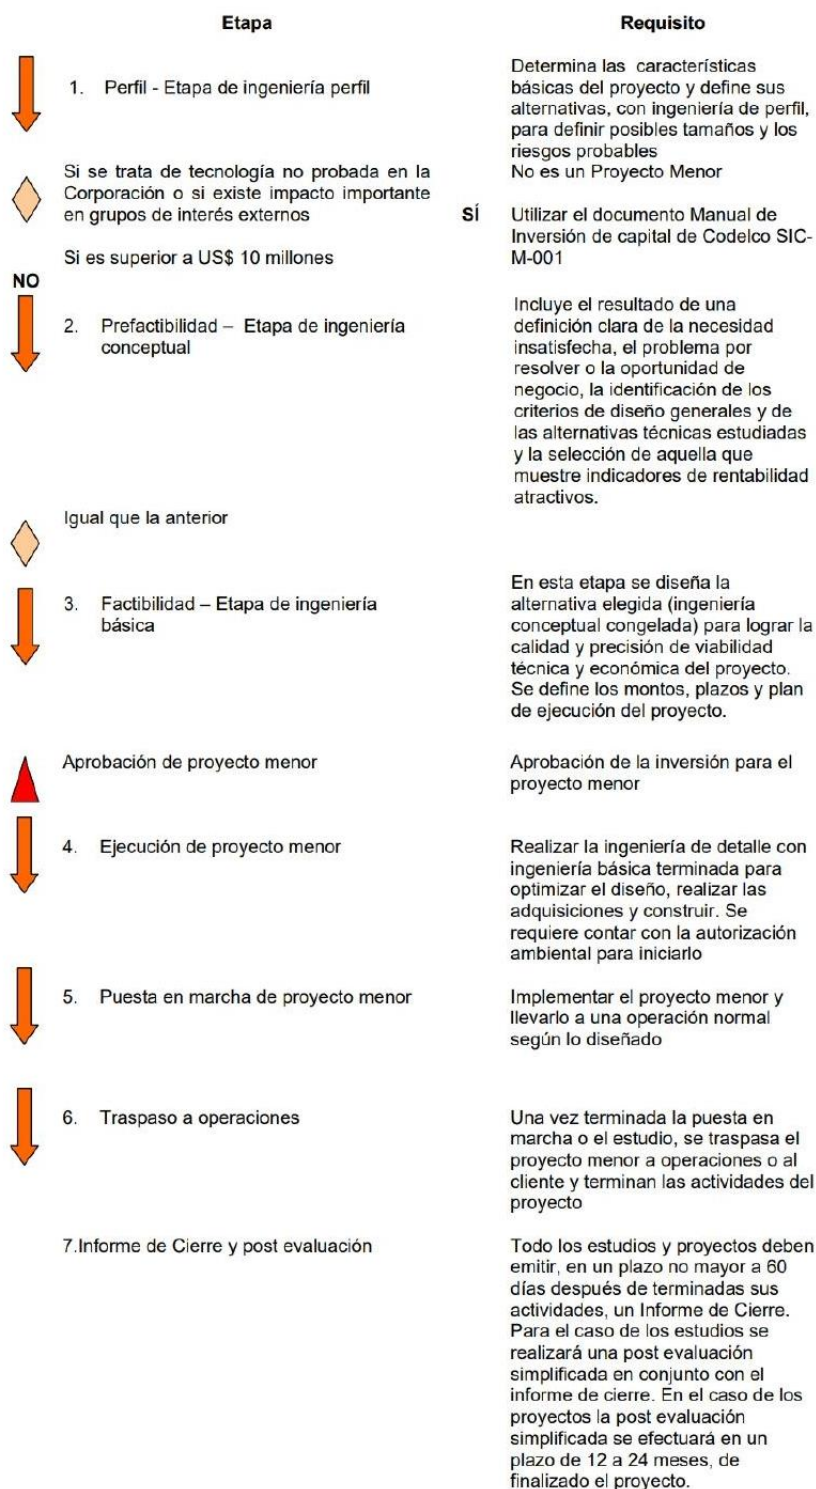 Etapa
Requisito
1. Perfil - Etapa de ingeniería perfil
Determina las características
básicas del proyecto y define sus
alternativas, con ingeniería de perfil,
para definir posibles tamaños y los
riesgos probables
No es un Proyecto Menor
Si se trata de tecnología no probada en la
Corporación o si existe impacto importante
en grupos de interés externos
Si es superior a US$ 10 millones
SÍ
Utilizar el documento Manual de
Inversión de capital de Codelco SIC-
M-001
NO
2. Prefactibilidad – Etapa de ingeniería
conceptual
Incluye el resultado de una
definición clara de la necesidad
insatisfecha, el problema por
resolver o la oportunidad de
negocio, la identificación de los
criterios de diseño generales y de
las alternativas técnicas estudiadas
y la selección de aquella que
muestre indicadores de rentabilidad
atractivos.
Igual que la anterior
3. Factibilidad – Etapa de ingeniería
básica
En esta etapa se diseña la
alternativa elegida (ingeniería
conceptual congelada) para lograr la
calidad y precisión de viabilidad
técnica y económica del proyecto.
Se define los montos, plazos y plan
de ejecución del proyecto.
Aprobación de proyecto menor
Aprobación de la inversión para el
proyecto menor
4. Ejecución de proyecto menor
Realizar la ingeniería de detalle con
ingeniería básica terminada para
optimizar el diseño, realizar las
adquisiciones y construir. Se
requiere contar con la autorización
ambiental para iniciarlo
5. Puesta en marcha de proyecto menor
Implementar el proyecto menor y
llevarlo a una operación normal
según lo diseñado
6. Traspaso a operaciones
Una vez terminada la puesta en
marcha o el estudio, se traspasa el
proyecto menor a operaciones o al
cliente y terminan las actividades del
proyecto
7.Informe de Cierre y post evaluación
Todo los estudios y proyectos deben
emitir, en un plazo no mayor a 60
días después de terminadas sus
actividades, un Informe de Cierre.
Para el caso de los estudios se
realizará una post evaluación
simplificada en conjunto con el
informe de cierre. En el caso de los
proyectos la post evaluación
simplificada se efectuará en un
plazo de 12 a 24 meses, de
finalizado el proyecto.